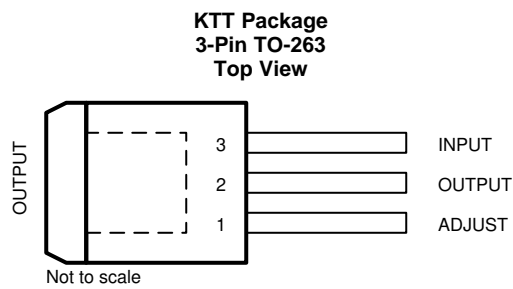 KTT Package
3-Pin TO-263
Top View
OUTPUT
3 INPUT
2 OUTPUT
1 ADJUST
Not to scale